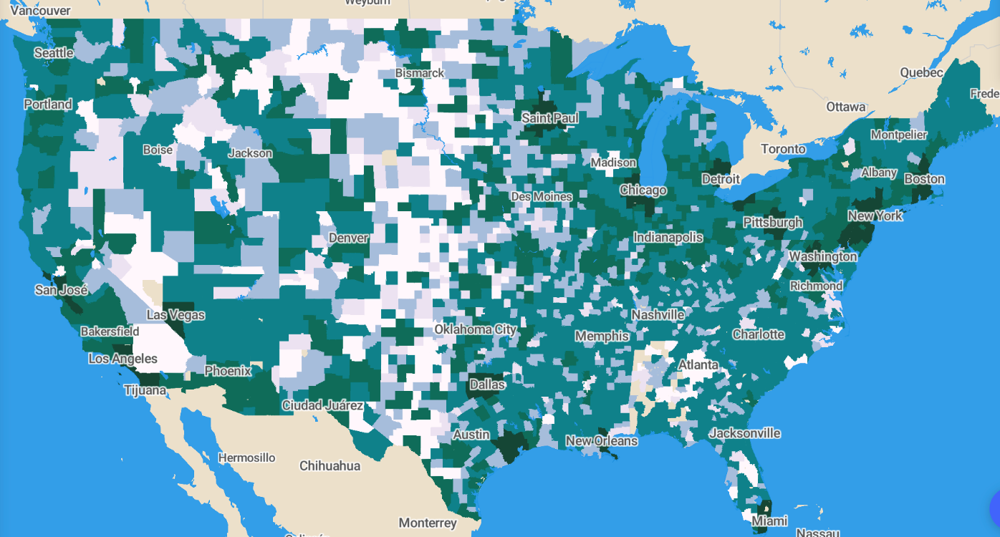 Vancouver
Weyburn
Seattle
Bismarck
Quebec
Portland
Frede
Saint Paul
Ottawa
Boise
Jackson
Montpelier
Toronto
Madison
Albany
Boston
Detroit
Chicago
Des Moines
New York
Pittsburgh
Denver
Indianapolis
Washington
San José
Richmond
Las Vegas
Nashville
Bakersfield
Oklahoma City
Memphis
Charlotte
Los Angeles
Phoenix
Atlanta
Tijuana
Dallas
Ciudad Juárez
Austin
New Orleans
Jacksonville
Hermosillo
Chihuahua
Monterrey
Miami
Nassau